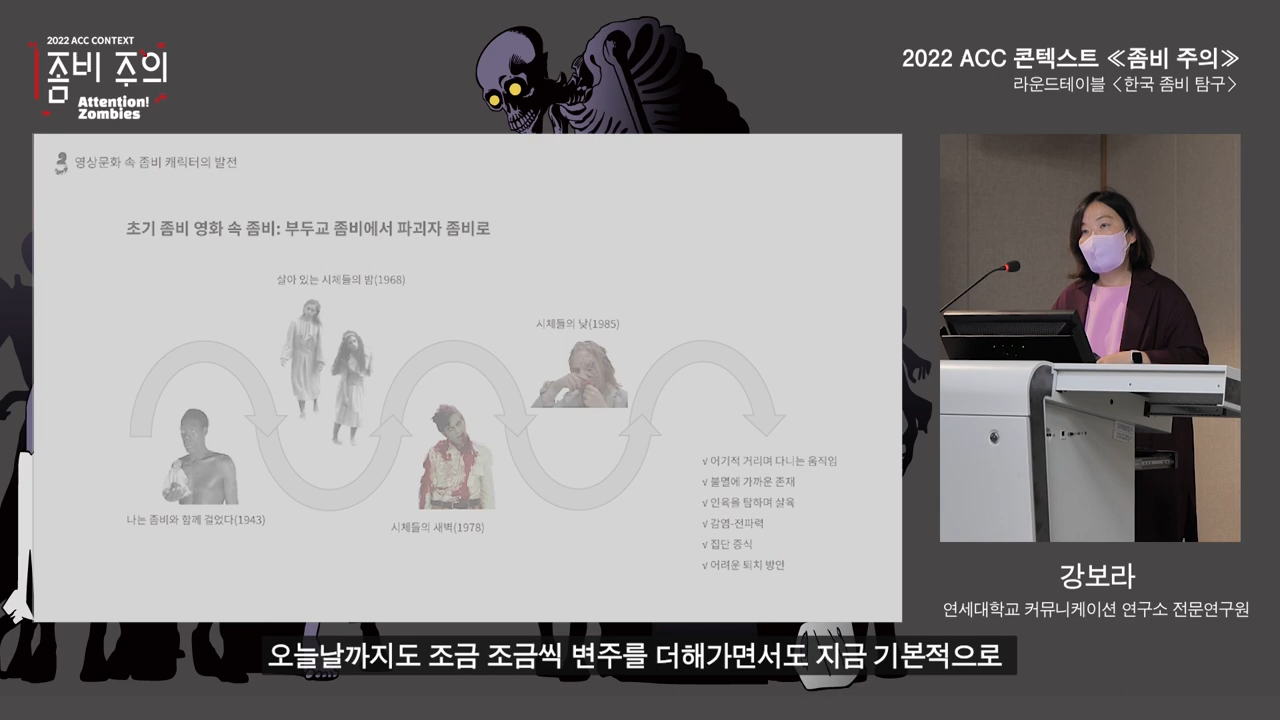 2022 ACC CONTEXT
좀비 주의
Attention!
Zombies
2022 ACC 콘텍스트 ≪좀비 주의≫
라운드테이블 〈한국 좀비 탐구〉
영상문화 속 좀비 캐릭터의 발전
초기 좀비 영화 속 좀비: 부두교 좀비에서 파괴자 좀비로
살아 있는 시체들의 밤(1968)
시체들의 낮(1985)
나는 좀비와 함께 걸었다(1943)
시체들의 새벽(1978)
√ 어기적 거리며 다니는 움직임
√ 불멸에 가까운 존재
√ 인육을 탐하며 살육
√ 감염-전파력
√ 집단 증식
√ 어려운 퇴치 방안
강보라
연세대학교 커뮤니케이션 연구소 전문연구원
오늘날까지도 조금 조금씩 변주를 더해가면서도 지금 기본적으로